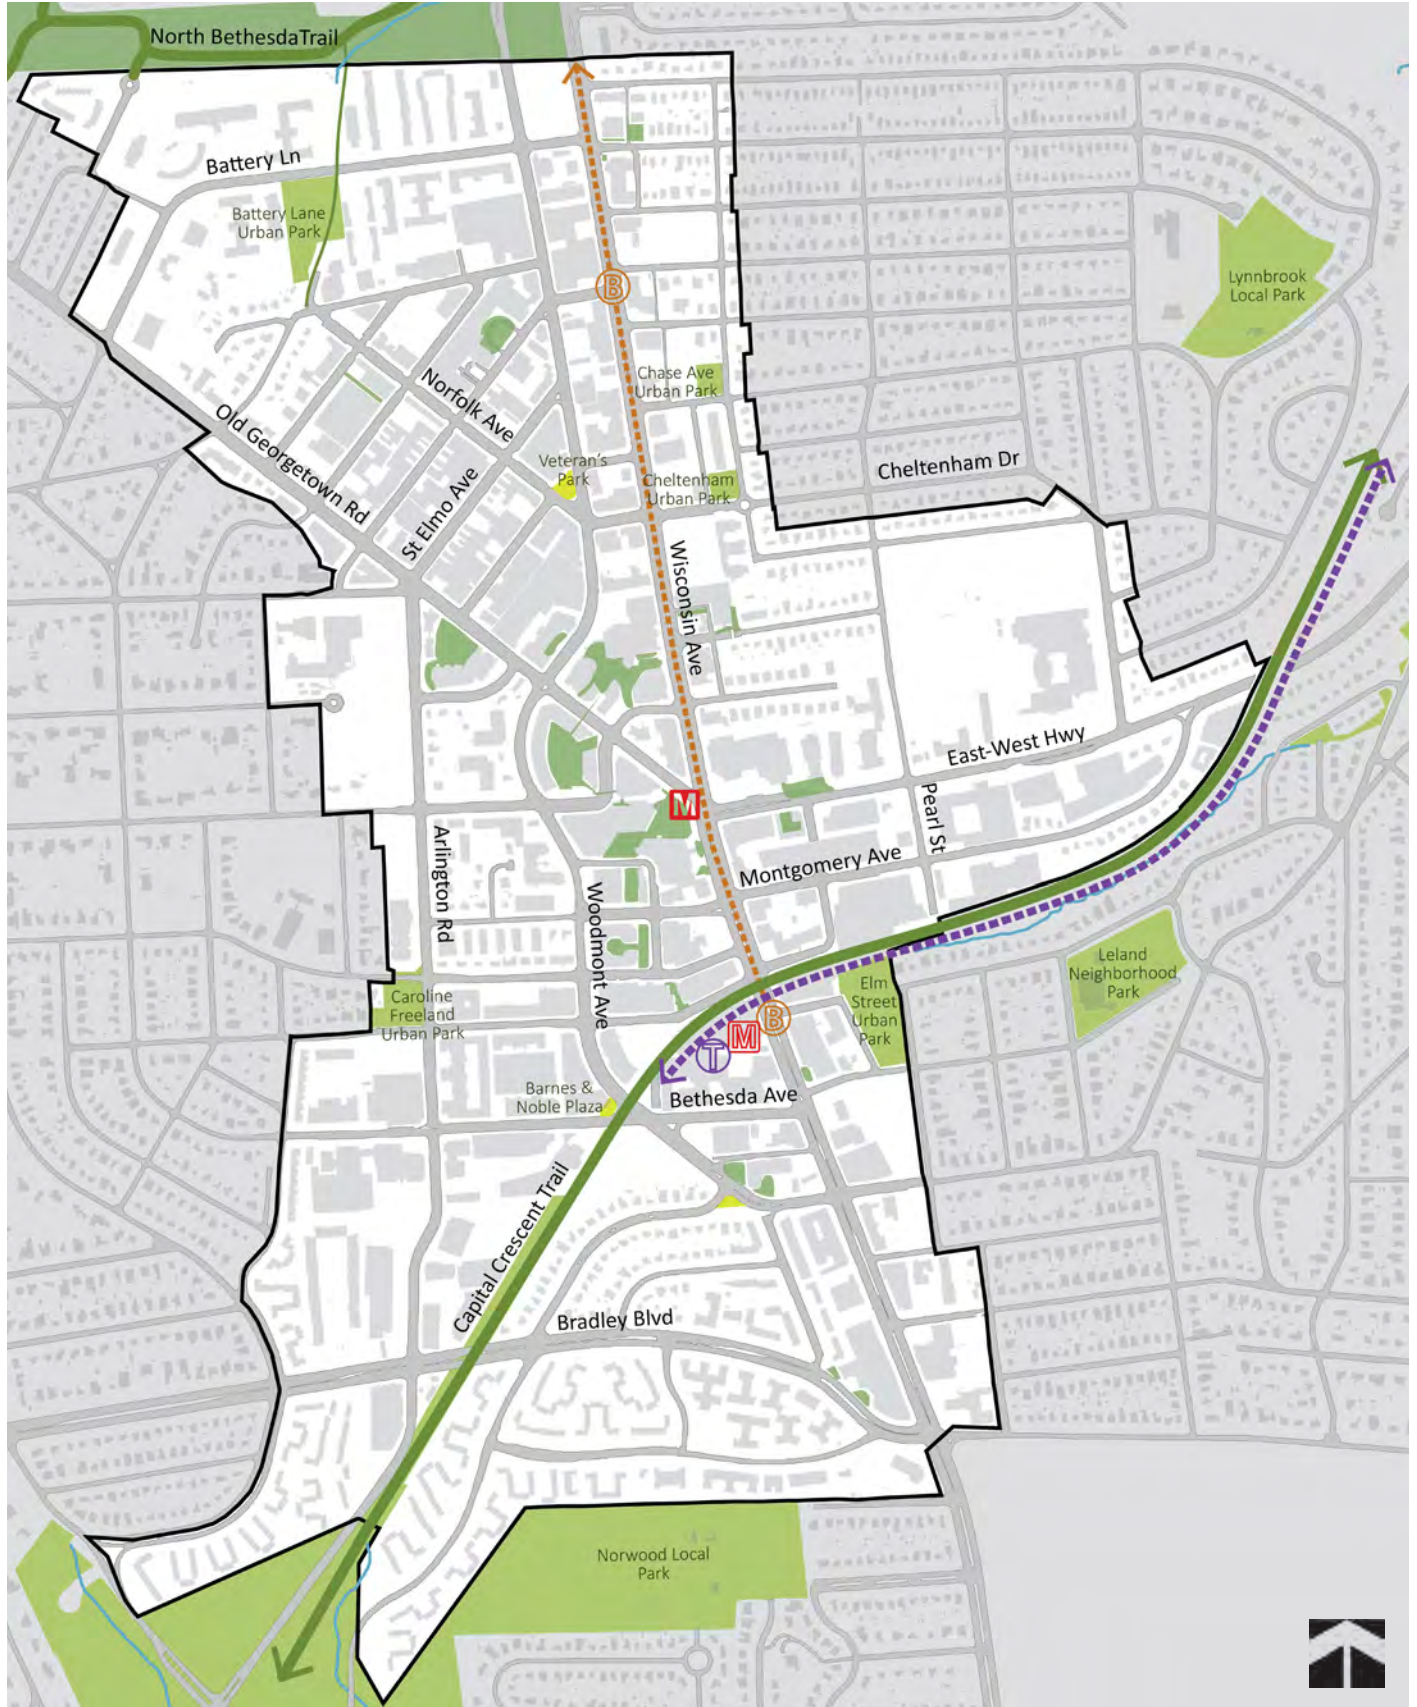 North BethesdaTrail
Battery Ln
Battery Lane
Urban Park
Lynnbrook
Local Park
B
Chase Ave
Urban Park
Norfolk Ave
Old Georgetown Rd
Veteran's
Park
Cheltenham Dr
Cheltenham
Urban Park
St Elmo Ave
Wisconsin Ave
East-West Hwy
M
Pearl St
Arlington Rd
Montgomery Ave
Woodmont Ave
Leland
Neighborhood
Park
Elm
Street
Urban
Park
Caroline
Freeland
Urban Park
B
M
T
Barnes &
Noble Plaza
Bethesda Ave
Capital Crescent Trail
Bradley Blvd
Norwood Local
Park